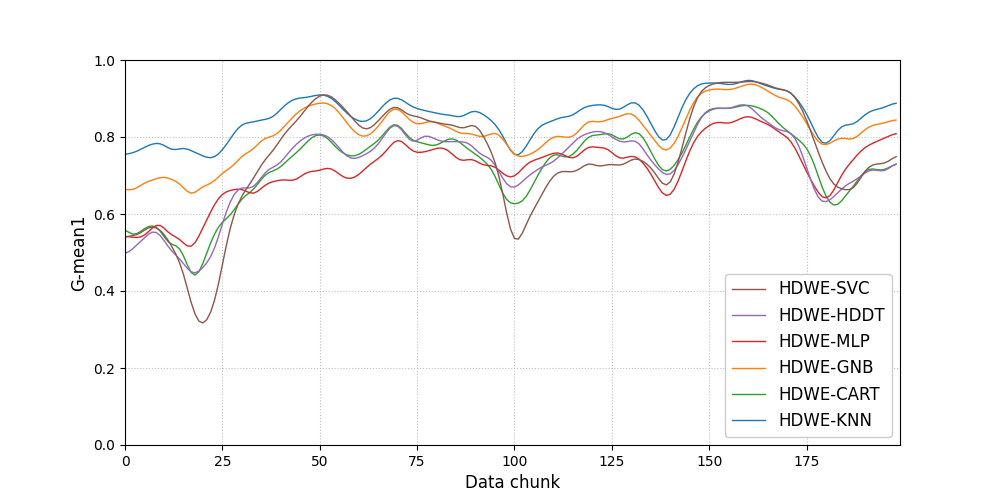 1.0
0.8
0.6
0.4
0.2
0.0
G-mean1
0 25 50 75 100 125 150 175
Data chunk
HDWE-SVC
HDWE-HDDT
HDWE-MLP
HDWE-GNB
HDWE-CART
HDWE-KNN